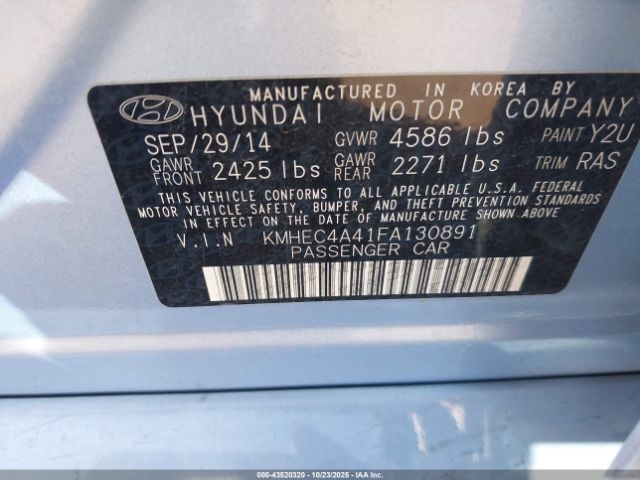 MANUFACTURED IN KOREA BY
HYUNDAI MOTOR COMPANY
SEP/29/14 GVWR 4586 lbs PAINT Y2U
GAWR FRONT 2425 lbs GAWR REAR 2271 lbs TRIM RAS
THIS VEHICLE CONFORMS TO ALL APPLICABLE U.S.A. FEDERAL
MOTOR VEHICLE SAFETY, BUMPER, AND THEFT PREVENTION STANDARDS
IN EFFECT ON THE DATE OF MANUFACTURE SHOWN ABOVE.
V.I.N KMHEC4A41FA130891
PASSENGER CAR
00-43520320 | 10/23/2025 - IAA Inc.